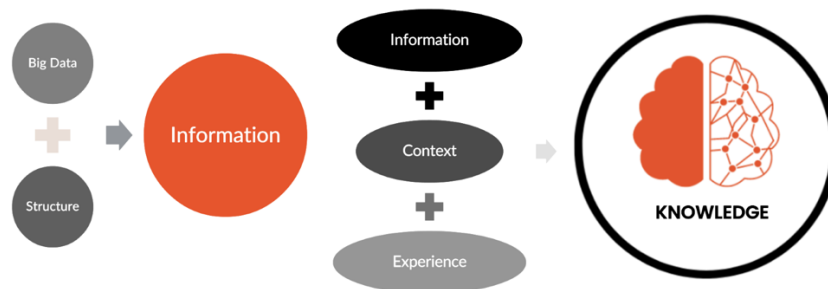 Big Data
Structure
Information
Information
Context
Experience
KNOWLEDGE